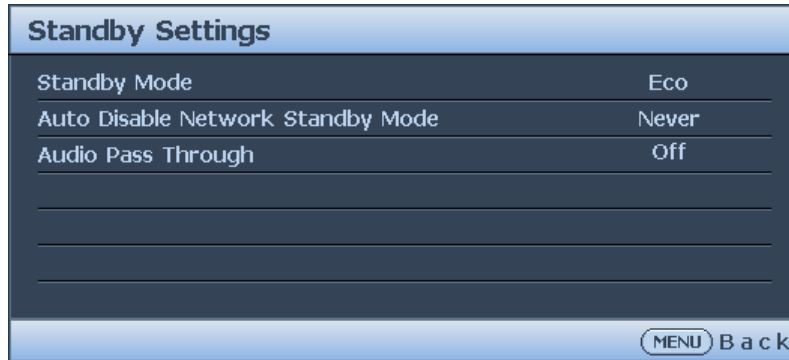 Standby Settings
Standby Mode Eco
Auto Disable Network Standby Mode Never
Audio Pass Through Off
MENU Back